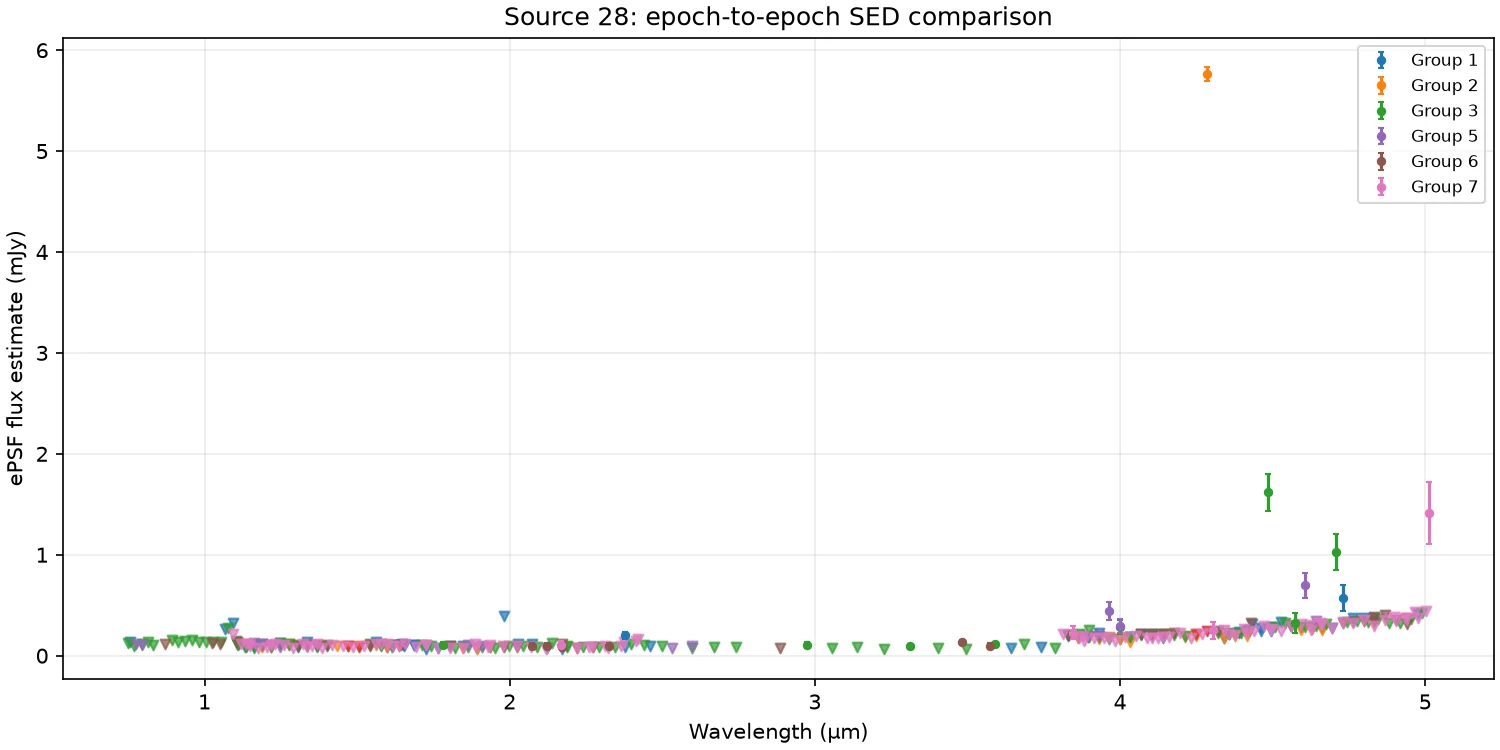 Source 28: epoch-to-epoch SED comparison
6
5
4
3
2
1
0
ePSF flux estimate (mJy)
1
2
3
4
5
Wavelength (μm)
Group 1
Group 2
Group 3
Group 5
Group 6
Group 7